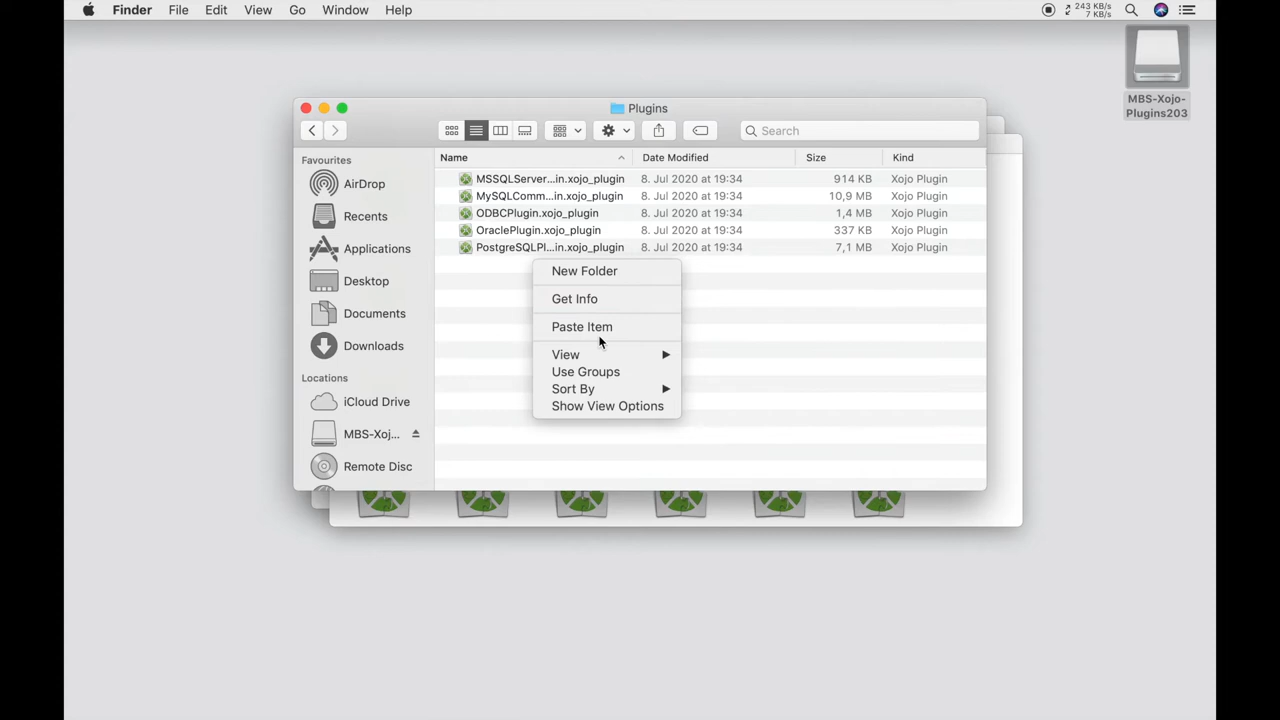 Finder File Edit View Go Window Help 243 KB/s
7 KB/s
MBS-Xojo-
Plugins203
Plugins
Search
Favourites
AirDrop
Recents
Applications
Desktop
Documents
Downloads
Locations
iCloud Drive
MBS-Xoj...
Remote Disc
Name Date Modified Size Kind
MSSQLServer...in.xojo_plugin 8. Jul 2020 at 19:34 914 KB Xojo Plugin
MySQLComm...in.xojo_plugin 8. Jul 2020 at 19:34 10,9 MB Xojo Plugin
ODBCPlugin.xojo_plugin 8. Jul 2020 at 19:34 1,4 MB Xojo Plugin
OraclePlugin.xojo_plugin 8. Jul 2020 at 19:34 337 KB Xojo Plugin
PostgreSQLPl...in.xojo_plugin 8. Jul 2020 at 19:34 7,1 MB Xojo Plugin
New Folder
Get Info
Paste Item
View
Use Groups
Sort By
Show View Options